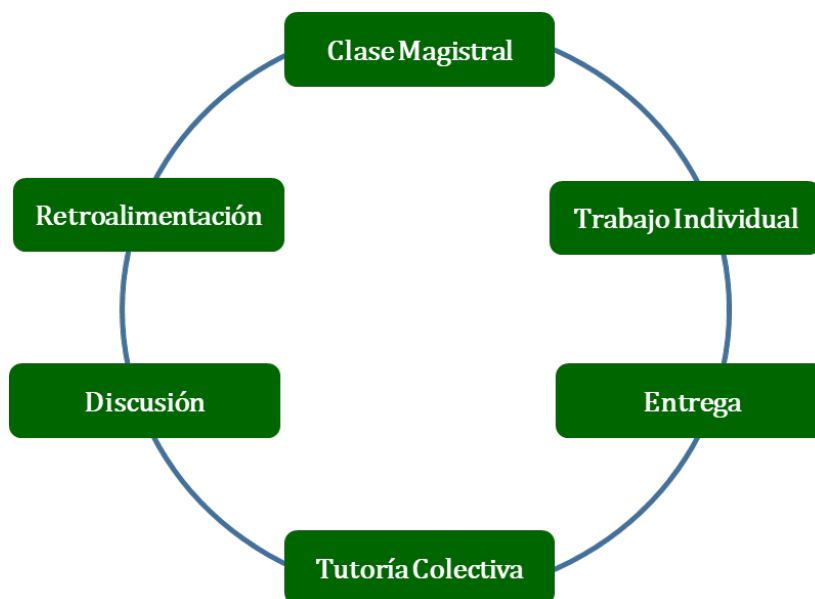 Clase Magistral
Retroalimentación
Trabajo Individual
Discusión
Entrega
Tutoría Colectiva